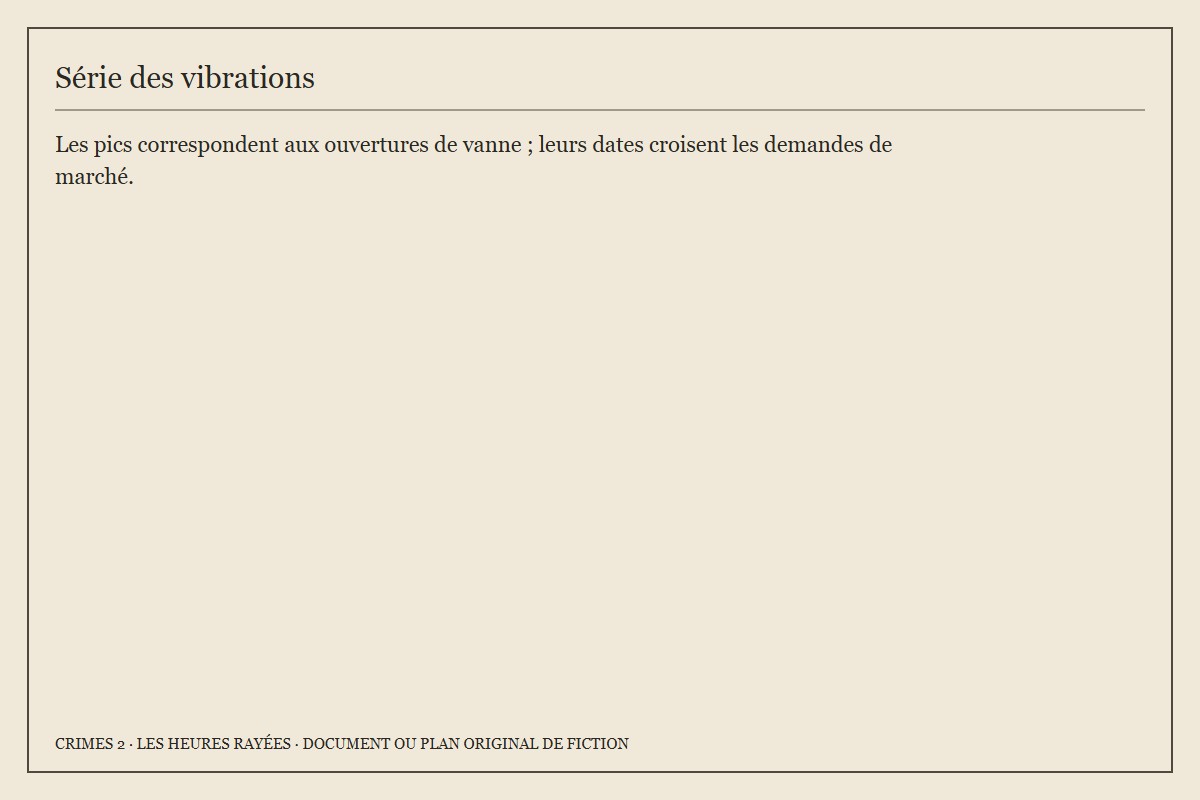 Série des vibrations
Les pics correspondent aux ouvertures de vanne ; leurs dates croisent les demandes de
marché.
CRIMES 2 · LES HEURES RAYÉES · DOCUMENT OU PLAN ORIGINAL DE FICTION